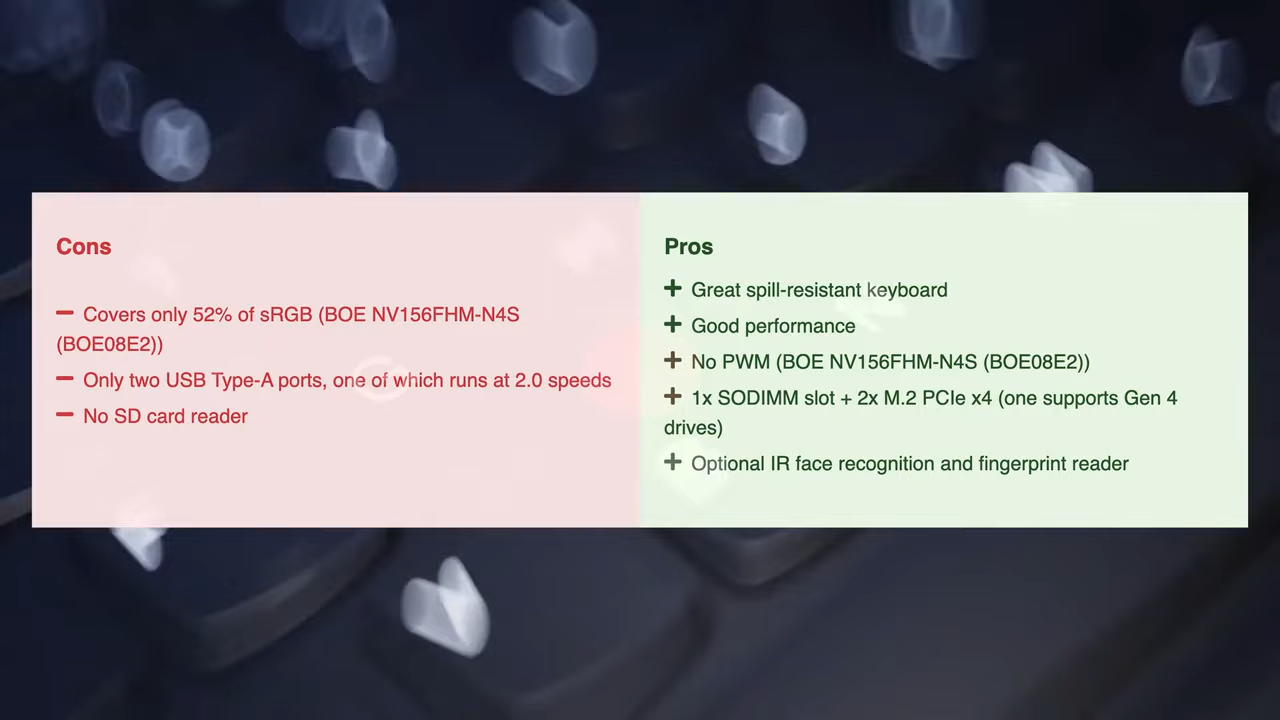 Cons
Covers only 52% of sRGB (BOE NV156FHM-N4S
(BOE08E2))
Only two USB Type-A ports, one of which runs at 2.0 speeds
No SD card reader
Pros
Great spill-resistant keyboard
Good performance
No PWM (BOE NV156FHM-N4S (BOE08E2))
1x SODIMM slot + 2x M.2 PCIe x4 (one supports Gen 4
drives)
Optional IR face recognition and fingerprint reader